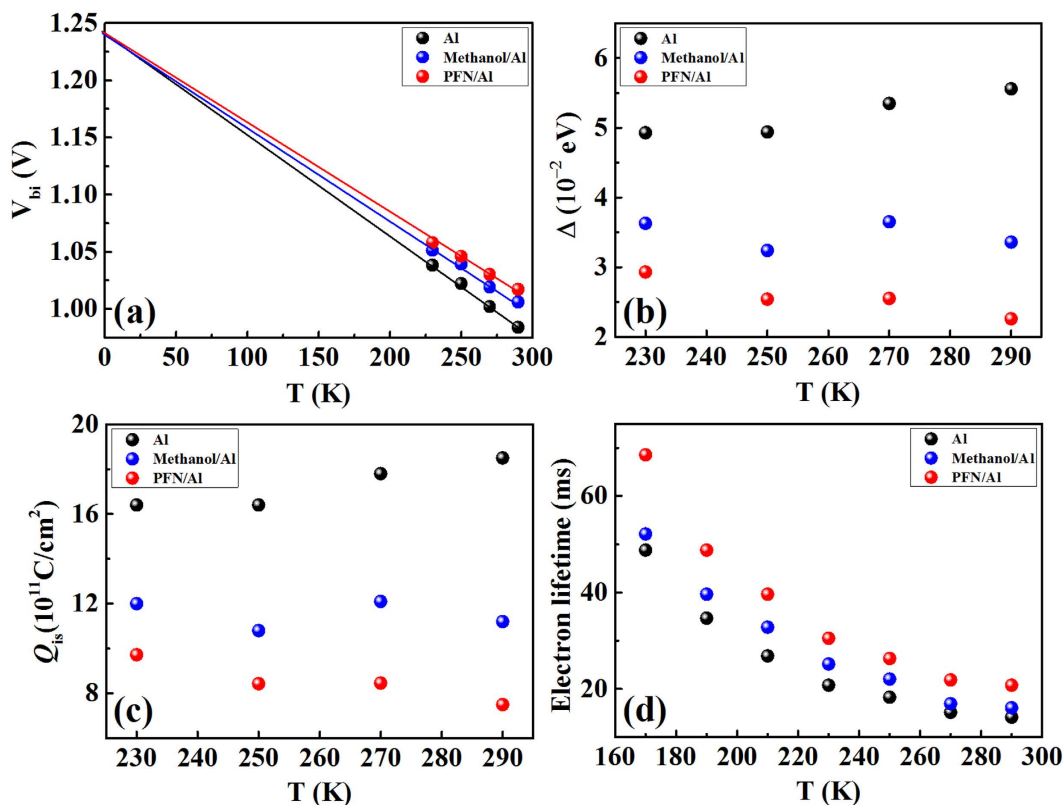 1.25
1.20
1.15
1.10
1.05
1.00
V_bi (V)
Al
Methanol/Al
PFN/Al
(a)
0 50 100 150 200 250 300
T (K)
6
5
4
3
2
Δ (10⁻² eV)
Al
Methanol/Al
PFN/Al
(b)
230 240 250 260 270 280 290
T (K)
20
16
12
8
Q_is(10¹¹C/cm²)
Al
Methanol/Al
PFN/Al
(c)
230 240 250 260 270 280 290
T (K)
60
40
20
Electron lifetime (ms)
Al
Methanol/Al
PFN/Al
(d)
160 180 200 220 240 260 280 300
T (K)